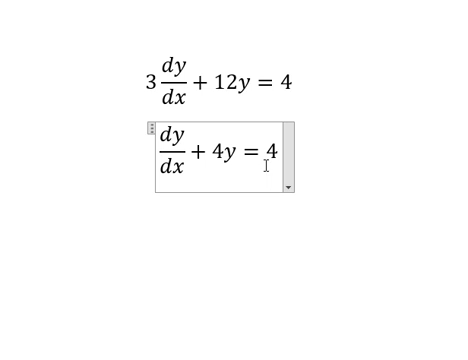 3 dy/dx + 12y = 4
dy/dx + 4y = 4